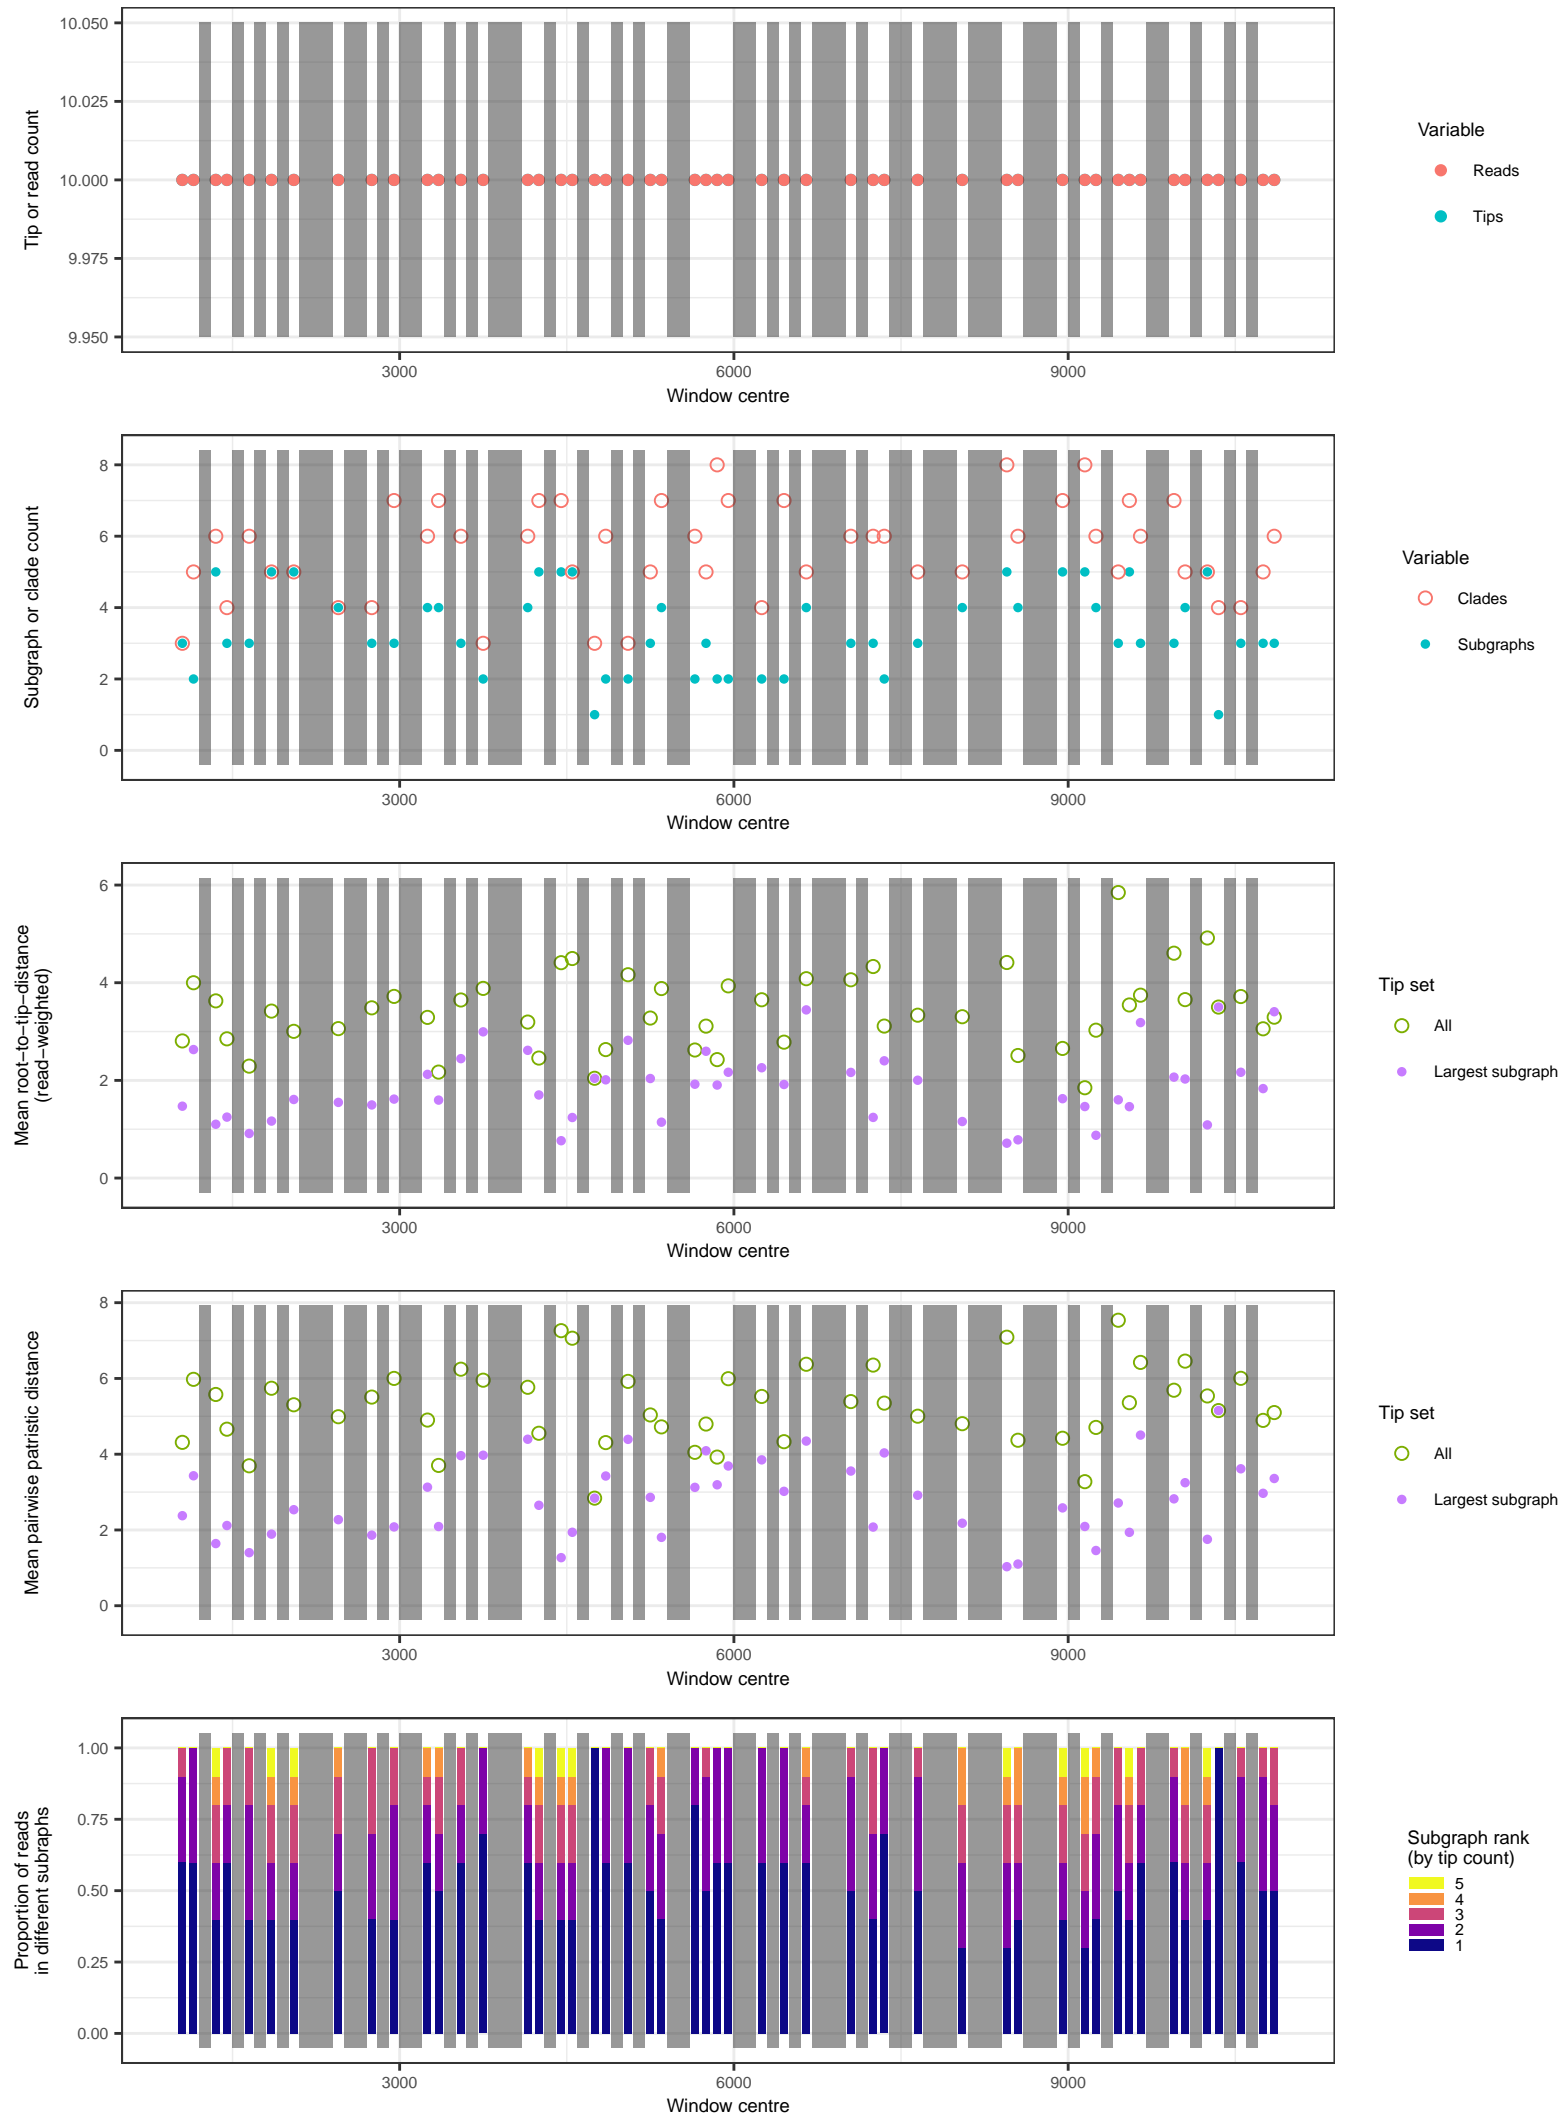 10.050
10.025
10.000
9.975
9.950
Tip or read count
3000 6000 9000
Window centre
Variable
Reads
Tips
8
6
4
2
0
Subgraph or clade count
3000 6000 9000
Window centre
Variable
Clades
Subgraphs
6
4
2
0
Mean root−to−tip−distance
(read−weighted)
3000 6000 9000
Window centre
Tip set
All
Largest subgraph
8
6
4
2
0
Mean pairwise patristic distance
3000 6000 9000
Window centre
Tip set
All
Largest subgraph
1.00
0.75
0.50
0.25
0.00
Proportion of reads
in different subraphs
3000 6000 9000
Window centre
Subgraph rank
(by tip count)
5
4
3
2
1